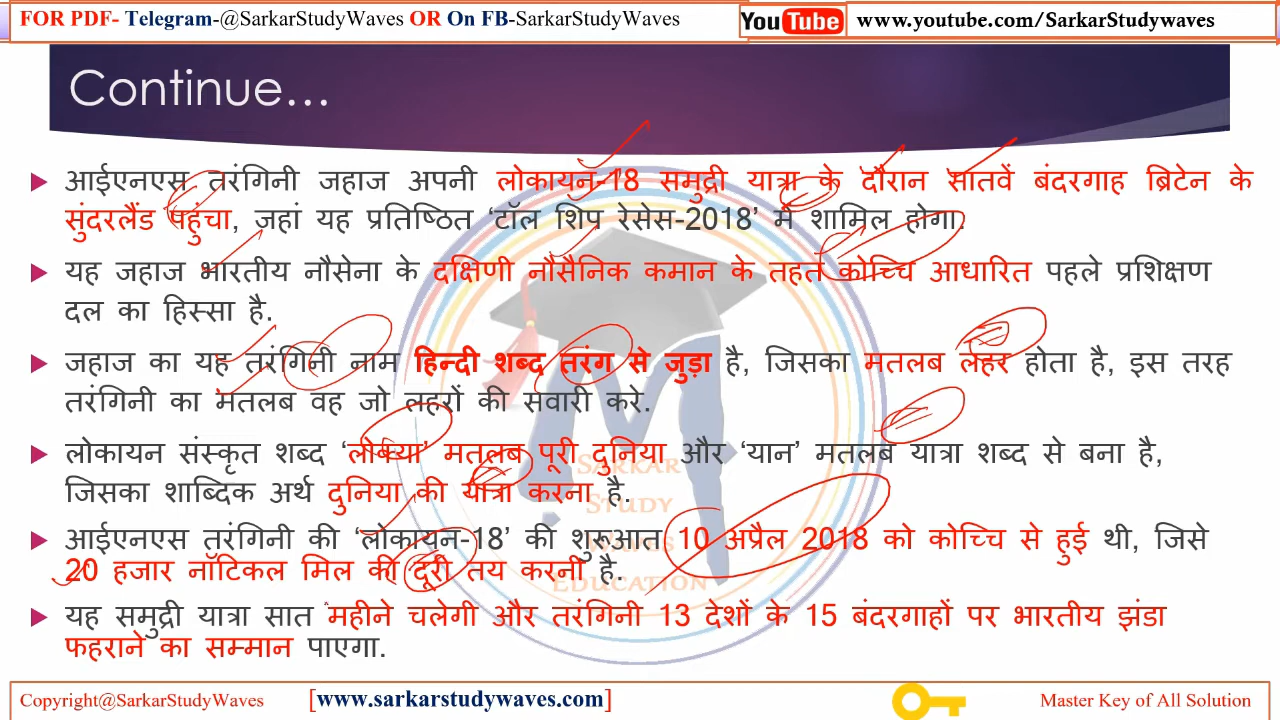 FOR PDF- Telegram-@SarkarStudyWaves OR On FB-SarkarStudyWaves
YouTube www.youtube.com/SarkarStudywaves
Continue…
आईएनएस तरंगिनी जहाज अपनी लोकायन-18 समुद्री यात्रा के दौरान सातवें बंदरगाह ब्रिटेन के
सुंदरलैंड पहुंचा, जहां यह प्रतिष्ठित ‘टॉल शिप रेसेस-2018’ में शामिल होगा.
यह जहाज भारतीय नौसेना के दक्षिणी नौसैनिक कमान के तहत कोच्चि आधारित पहले प्रशिक्षण
दल का हिस्सा है.
जहाज का यह तरंगिनी नाम हिन्दी शब्द तरंग से जुड़ा है, जिसका मतलब लहर होता है, इस तरह
तरंगिनी का मतलब वह जो लहरों की सवारी करे.
लोकायन संस्कृत शब्द ‘लोक्या’ मतलब पूरी दुनिया और ‘यान’ मतलब यात्रा शब्द से बना है,
जिसका शाब्दिक अर्थ दुनिया की यात्रा करना है.
आईएनएस तरंगिनी की ‘लोकायन-18’ की शुरूआत 10 अप्रैल 2018 को कोच्चि से हुई थी, जिसे
20 हजार नॉटिकल मिल की दूरी तय करनी है.
यह समुद्री यात्रा सात महीने चलेगी और तरंगिनी 13 देशों के 15 बंदरगाहों पर भारतीय झंडा
फहराने का सम्मान पाएगा.
SARKAR
STUDY
WAVES
EDUCATION
Copyright@SarkarStudyWaves [www.sarkarstudywaves.com] Master Key of All Solution